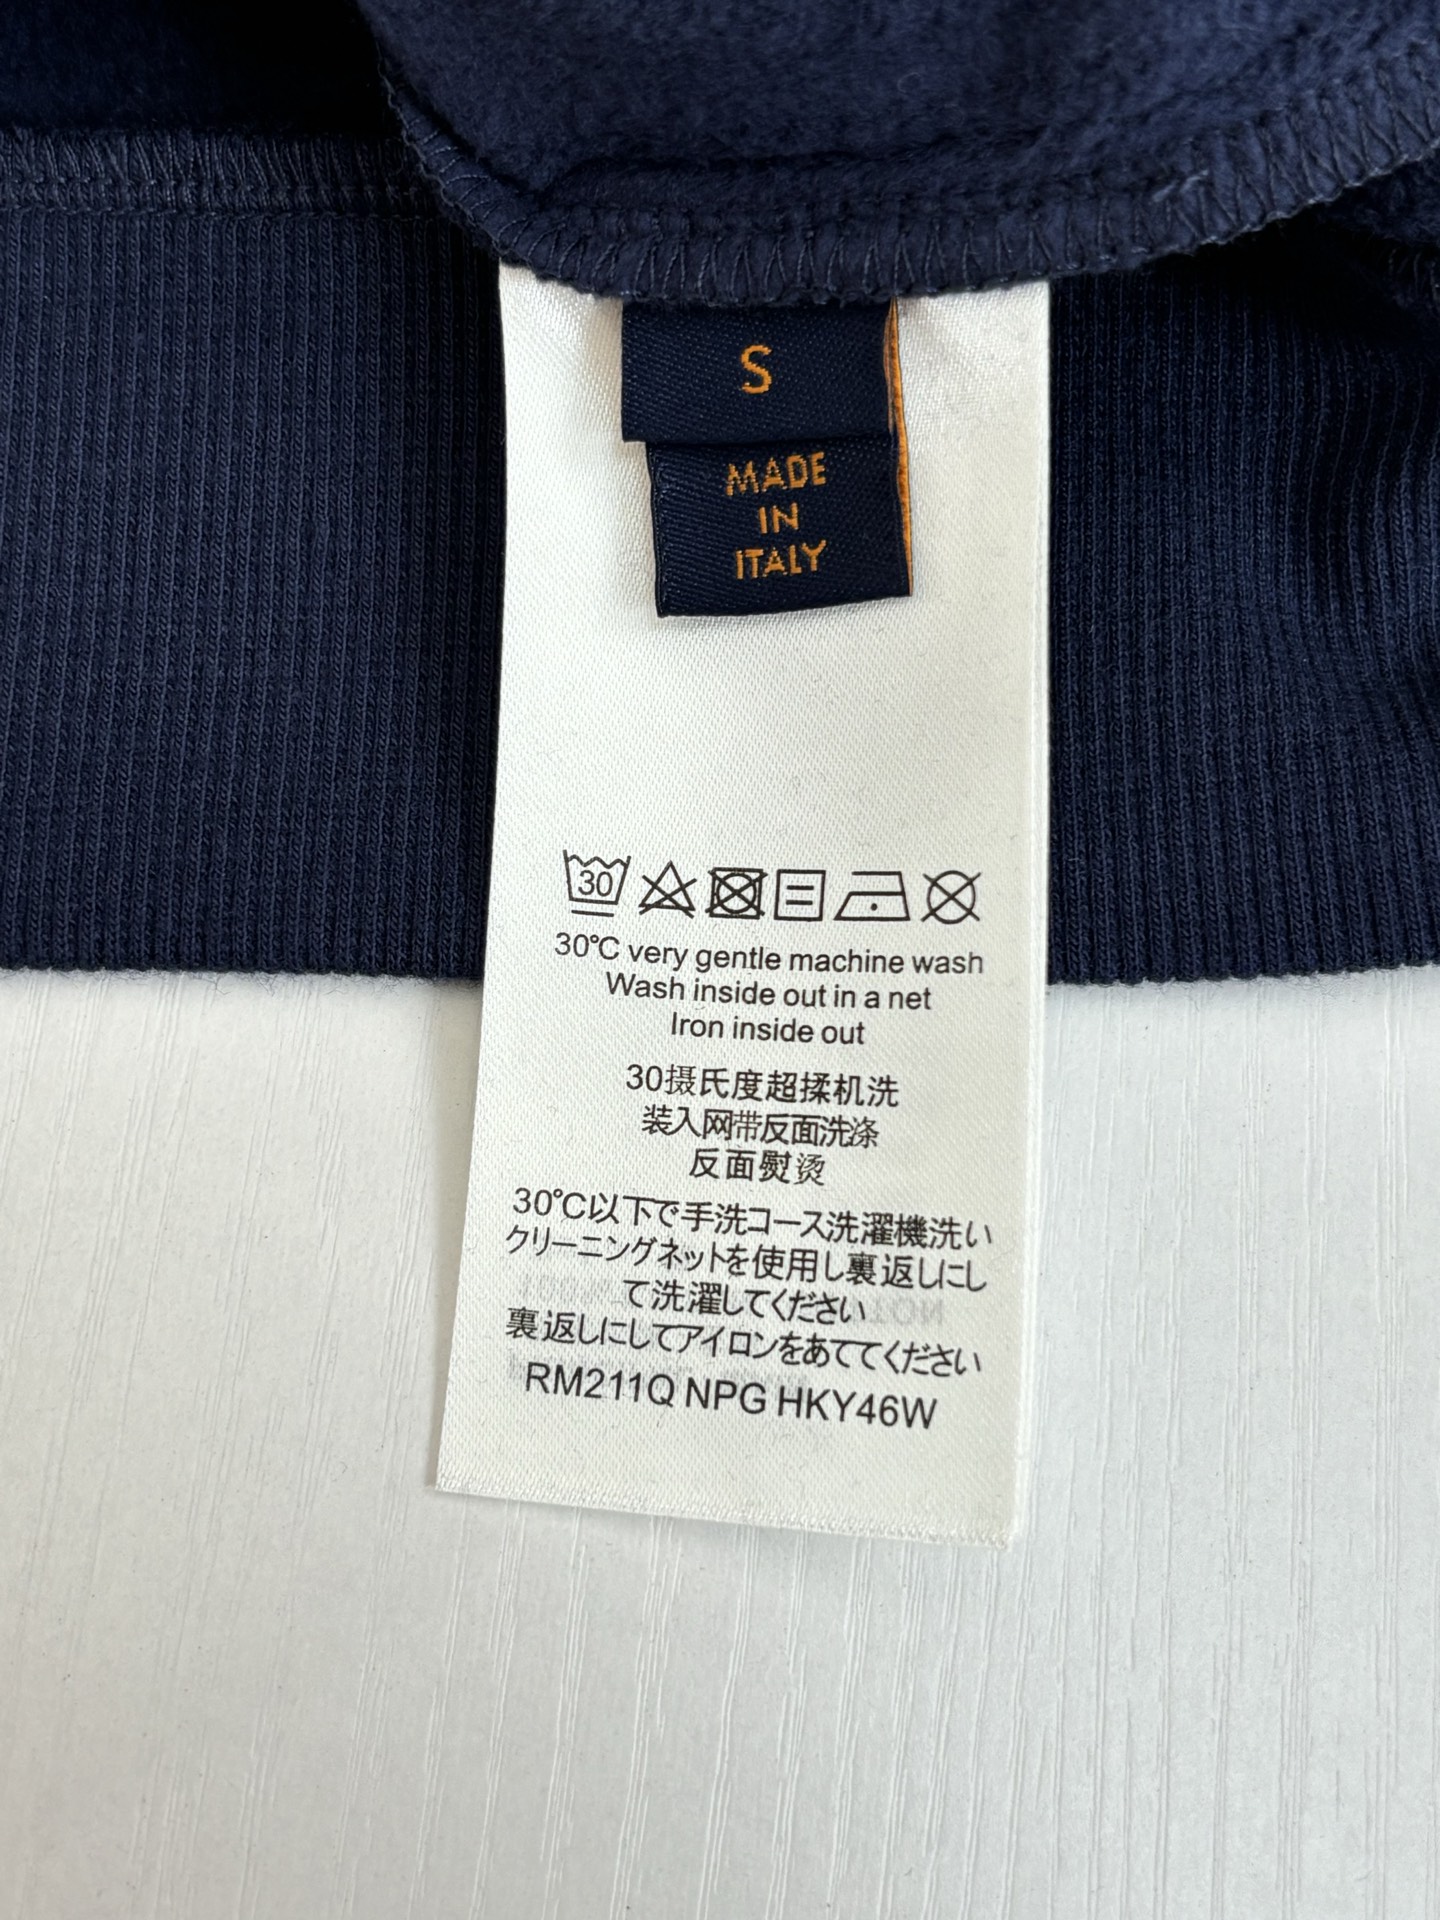 S
MADE
IN
ITALY
30
30℃ very gentle machine wash
Wash inside out in a net
Iron inside out
30摄氏度超揉机洗
装入网带反面洗涤
反面熨烫
30℃以下で手洗コース洗濯機洗い
クリーニングネットを使用し裏返しにし
て洗濯してください
裏返しにしてアイロンをあててください
RM211Q NPG HKY46W